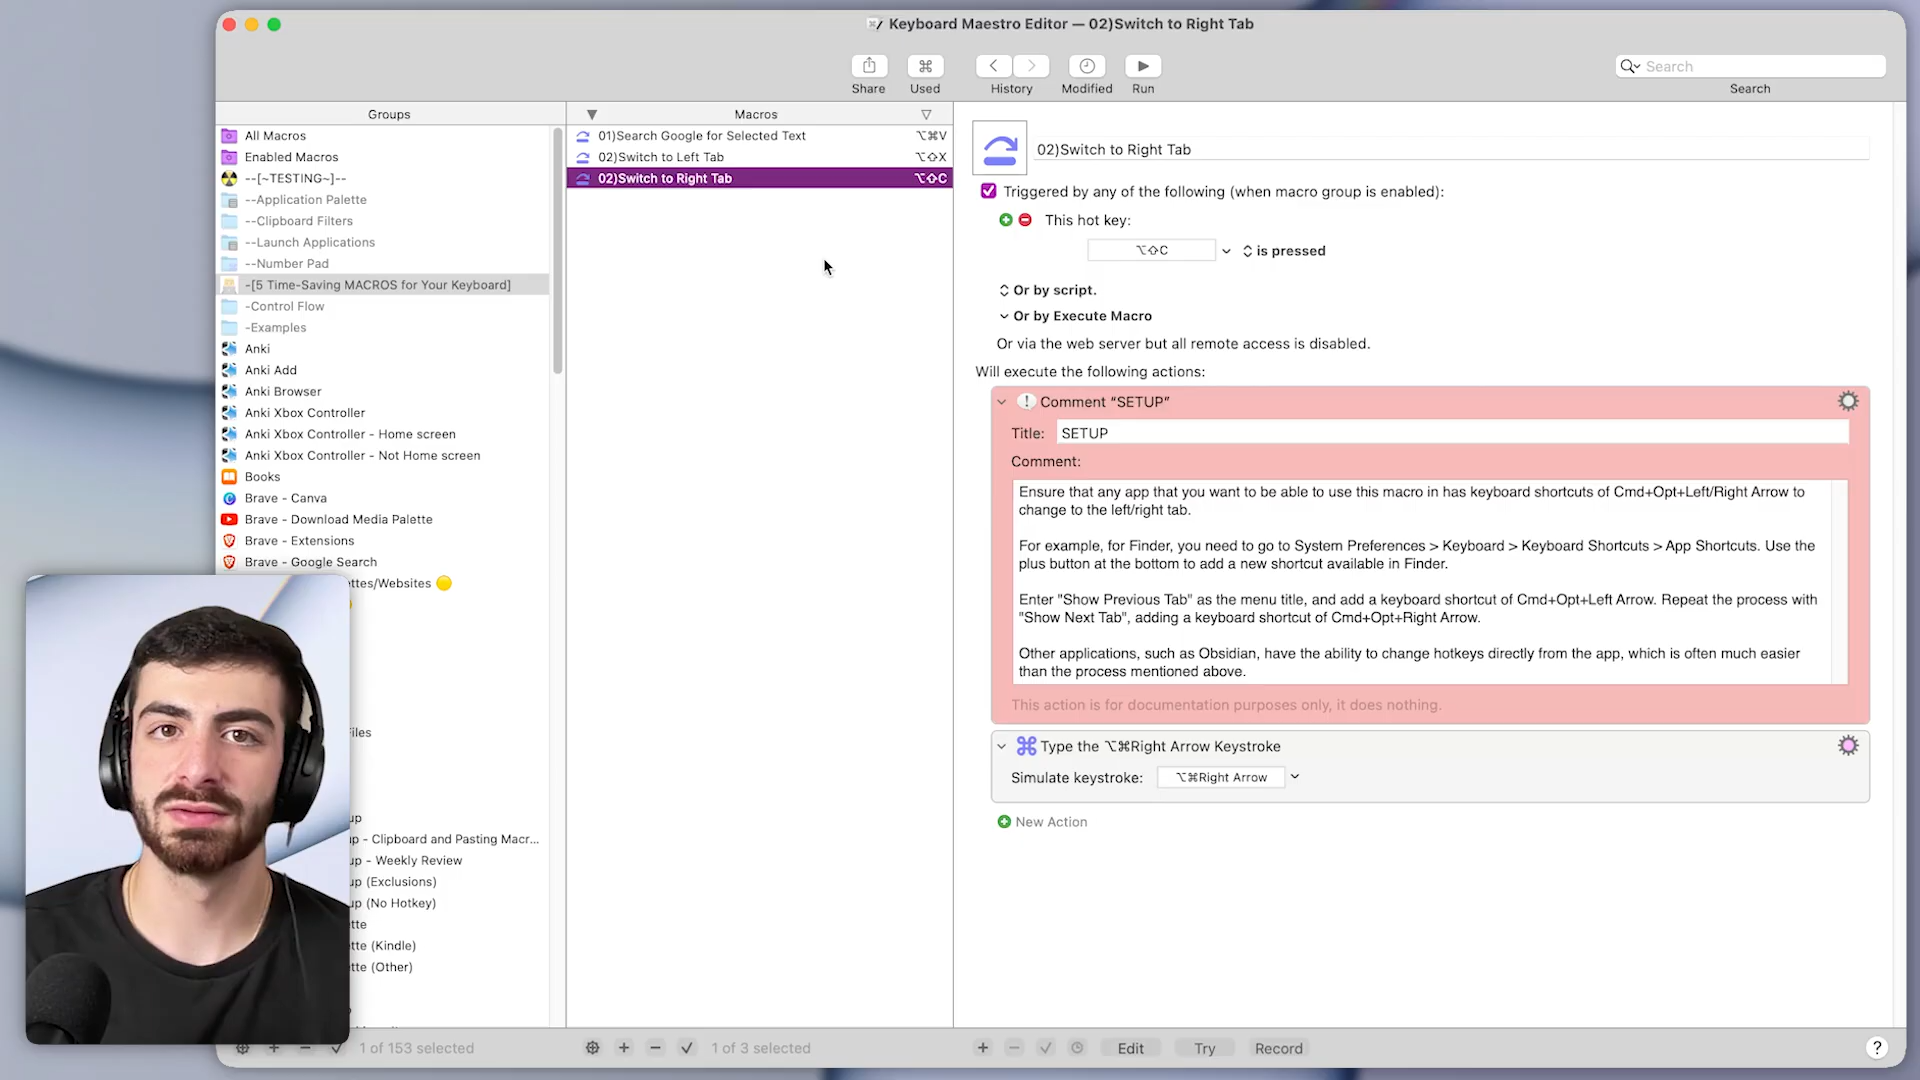 Keyboard Maestro Editor — 02)Switch to Right Tab
Share
Used
History
Modified
Run
Search
Search
Groups
All Macros
Enabled Macros
--[~TESTING~]--
--Application Palette
--Clipboard Filters
--Launch Applications
--Number Pad
-[5 Time-Saving MACROS for Your Keyboard]
-Control Flow
-Examples
Anki
Anki Add
Anki Browser
Anki Xbox Controller
Anki Xbox Controller - Home screen
Anki Xbox Controller - Not Home screen
Books
Brave - Canva
Brave - Download Media Palette
Brave - Extensions
Brave - Google Search
ettes/Websites
Files
up
up - Clipboard and Pasting Macr...
up - Weekly Review
up (Exclusions)
up (No Hotkey)
tte
tte (Kindle)
tte (Other)
1 of 153 selected
Macros
01)Search Google for Selected Text ⌥⌘V
02)Switch to Left Tab ⌥⇧X
02)Switch to Right Tab ⌥⇧C
1 of 3 selected
02)Switch to Right Tab
Triggered by any of the following (when macro group is enabled):
This hot key:
⌥⇧C is pressed
Or by script.
Or by Execute Macro
Or via the web server but all remote access is disabled.
Will execute the following actions:
Comment “SETUP”
Title: SETUP
Comment:
Ensure that any app that you want to be able to use this macro in has keyboard shortcuts of Cmd+Opt+Left/Right Arrow to
change to the left/right tab.
For example, for Finder, you need to go to System Preferences > Keyboard > Keyboard Shortcuts > App Shortcuts. Use the
plus button at the bottom to add a new shortcut available in Finder.
Enter "Show Previous Tab" as the menu title, and add a keyboard shortcut of Cmd+Opt+Left Arrow. Repeat the process with
"Show Next Tab", adding a keyboard shortcut of Cmd+Opt+Right Arrow.
Other applications, such as Obsidian, have the ability to change hotkeys directly from the app, which is often much easier
than the process mentioned above.
This action is for documentation purposes only, it does nothing.
Type the ⌥⌘Right Arrow Keystroke
Simulate keystroke: ⌥⌘Right Arrow
New Action
Edit
Try
Record
?